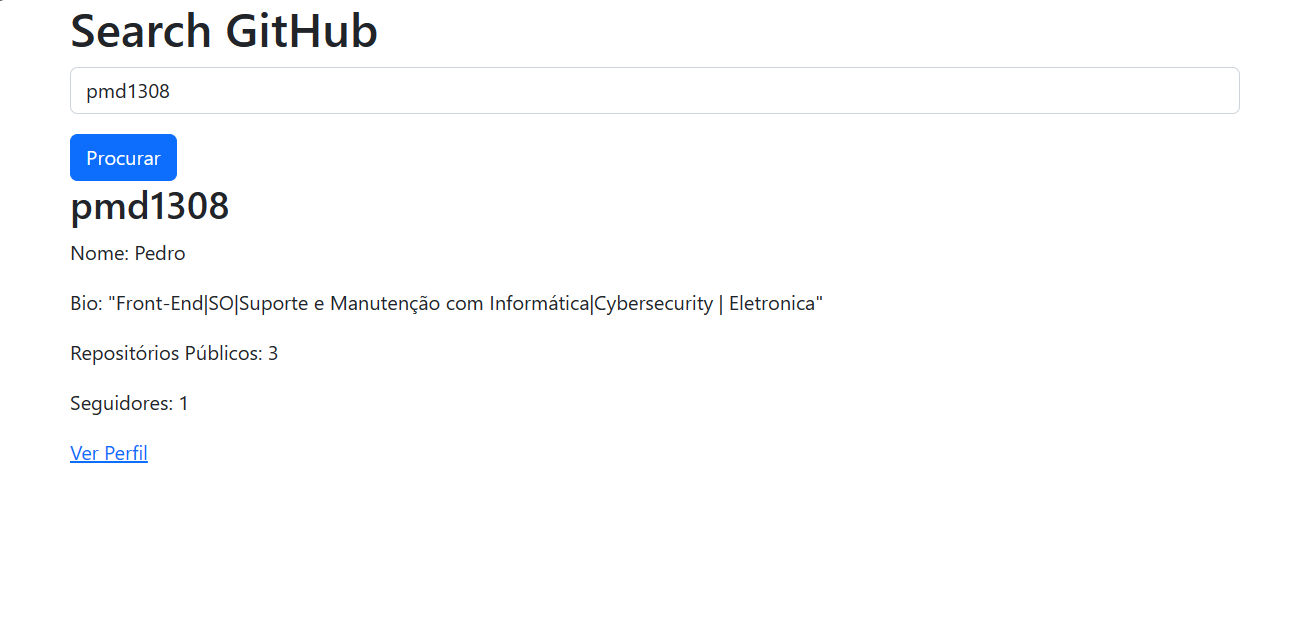 Search GitHub
pmd1308
Procurar
pmd1308
Nome: Pedro
Bio: "Front-End|SO|Suporte e Manutenção com Informática|Cybersecurity | Eletronica"
Repositórios Públicos: 3
Seguidores: 1
Ver Perfil